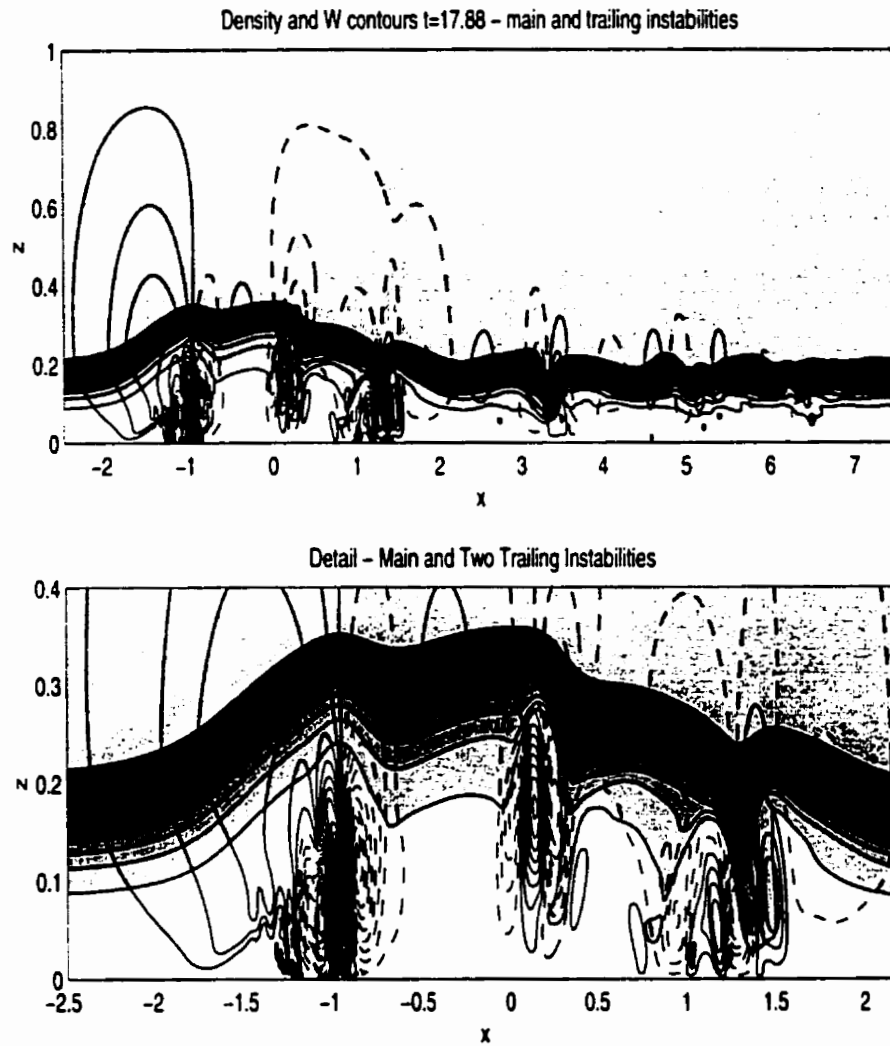 Density and W contours t=17.88 – main and trailing instabilities
1
0.8
0.6
0.4
0.2
0
z
-2 -1 0 1 2 3 4 5 6 7
x
Detail – Main and Two Trailing Instabilities
0.4
0.3
0.2
0.1
0
z
-2.5 -2 -1.5 -1 -0.5 0 0.5 1 1.5 2
x